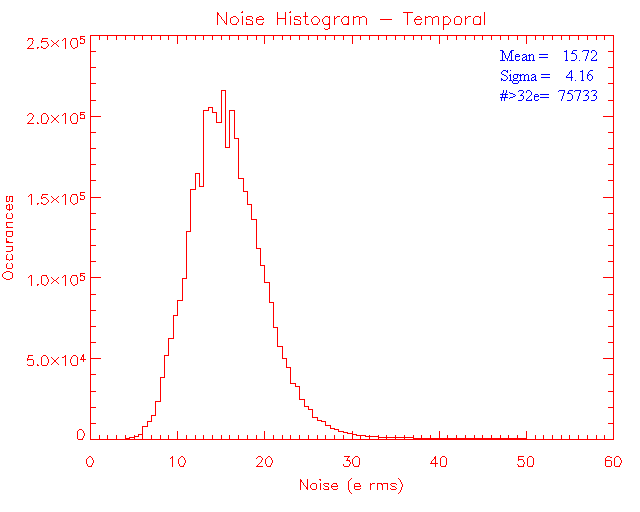 Noise Histogram - Temporal
Mean = 15.72
Sigma = 4.16
#>32e= 75733
2.5×10⁵
2.0×10⁵
1.5×10⁵
1.0×10⁵
5.0×10⁴
0
Occurances
0 10 20 30 40 50 60
Noise (e rms)